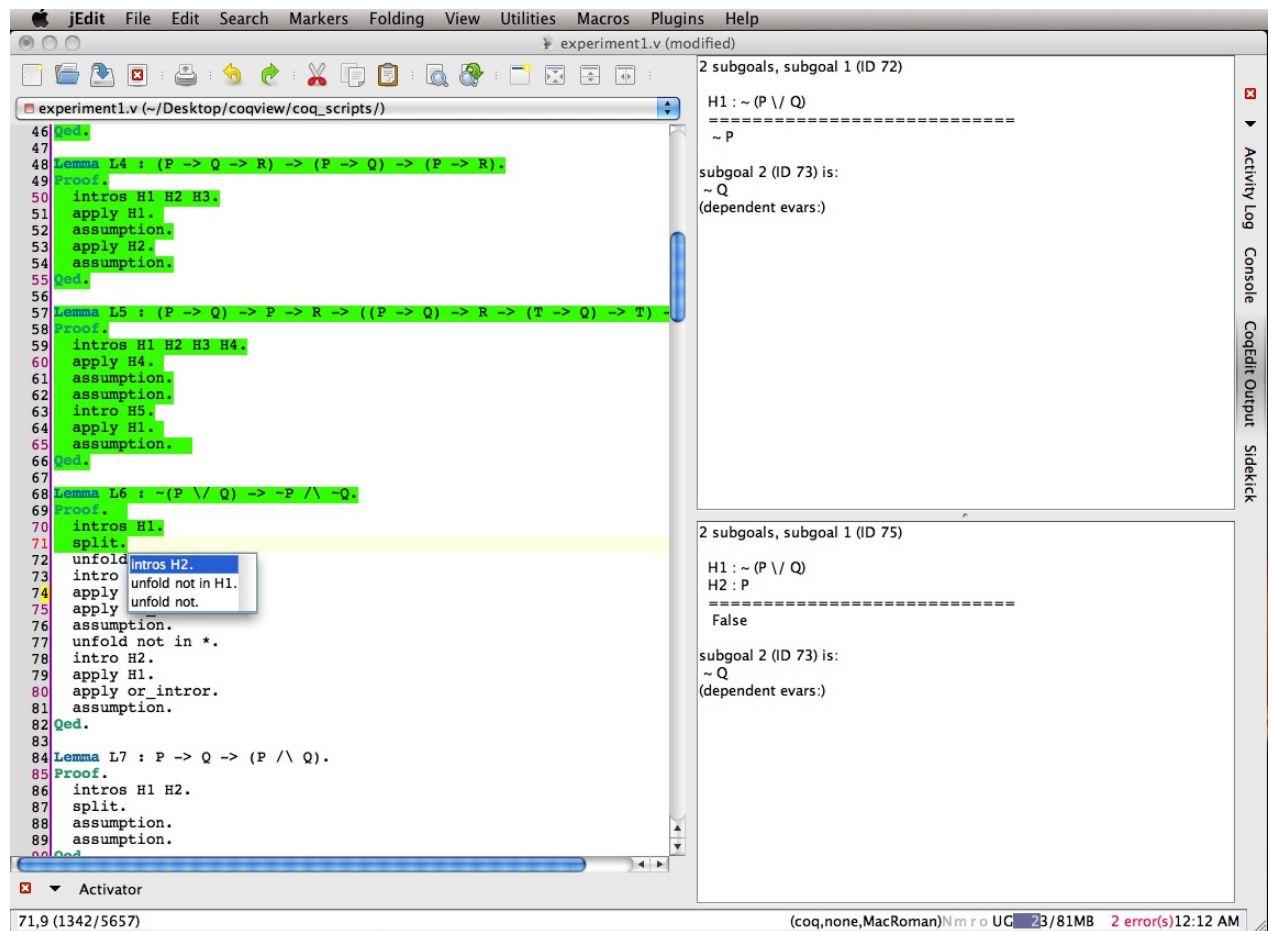 jEdit File Edit Search Markers Folding View Utilities Macros Plugins Help
experiment1.v (modified)
experiment1.v (~/Desktop/coqview/coq_scripts/)
46 Qed.
47
48 Lemma L4 : (P -> Q -> R) -> (P -> Q) -> (P -> R).
49 Proof.
50 intros H1 H2 H3.
51 apply H1.
52 assumption.
53 apply H2.
54 assumption.
55 Qed.
56
57 Lemma L5 : (P -> Q) -> P -> R -> ((P -> Q) -> R -> (T -> Q) -> T) -
58 Proof.
59 intros H1 H2 H3 H4.
60 apply H4.
61 assumption.
62 assumption.
63 intro H5.
64 apply H1.
65 assumption.
66 Qed.
67
68 Lemma L6 : ~(P \/ Q) -> ~P /\ ~Q.
69 Proof.
70 intros H1.
71 split.
72 unfold
73 intro
74 apply
75 apply
76 assumption.
77 unfold not in *.
78 intro H2.
79 apply H1.
80 apply or_intror.
81 assumption.
82 Qed.
83
84 Lemma L7 : P -> Q -> (P /\ Q).
85 Proof.
86 intros H1 H2.
87 split.
88 assumption.
89 assumption.
90 Qed
intros H2.
unfold not in H1.
unfold not.
2 subgoals, subgoal 1 (ID 72)
H1 : ~ (P \/ Q)
============================
~ P
subgoal 2 (ID 73) is:
~ Q
(dependent evars:)
2 subgoals, subgoal 1 (ID 75)
H1 : ~ (P \/ Q)
H2 : P
============================
False
subgoal 2 (ID 73) is:
~ Q
(dependent evars:)
Activity Log
Console
CoqEdit Output
Sidekick
Activator
71,9 (1342/5657)
(coq,none,MacRoman)N m r o UG 23/81MB 2 error(s)12:12 AM